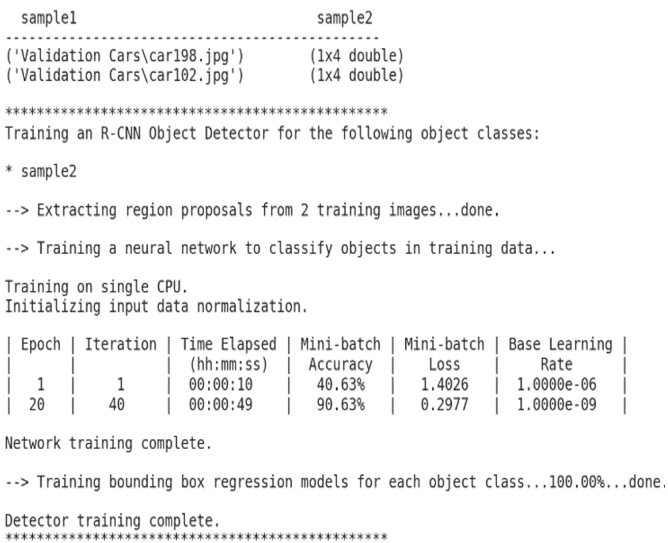 sample1 sample2
------------------------------------------------
('Validation Cars\car198.jpg') (1x4 double)
('Validation Cars\car102.jpg') (1x4 double)
************************************************
Training an R-CNN Object Detector for the following object classes:
* sample2
--> Extracting region proposals from 2 training images...done.
--> Training a neural network to classify objects in training data...
Training on single CPU.
Initializing input data normalization.
| Epoch | Iteration | Time Elapsed | Mini-batch | Mini-batch | Base Learning |
| | | (hh:mm:ss) | Accuracy | Loss | Rate |
| 1 | 1 | 00:00:10 | 40.63% | 1.4026 | 1.0000e-06 |
| 20 | 40 | 00:00:49 | 90.63% | 0.2977 | 1.0000e-09 |
Network training complete.
--> Training bounding box regression models for each object class...100.00%...done.
Detector training complete.
************************************************